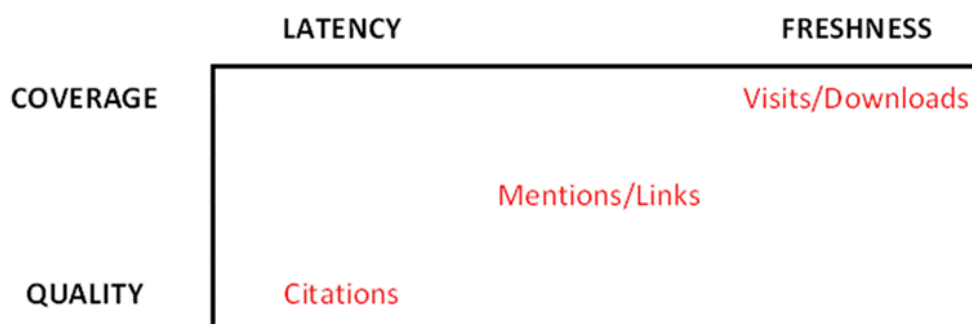 LATENCY FRESHNESS
COVERAGE Visits/Downloads
Mentions/Links
QUALITY Citations